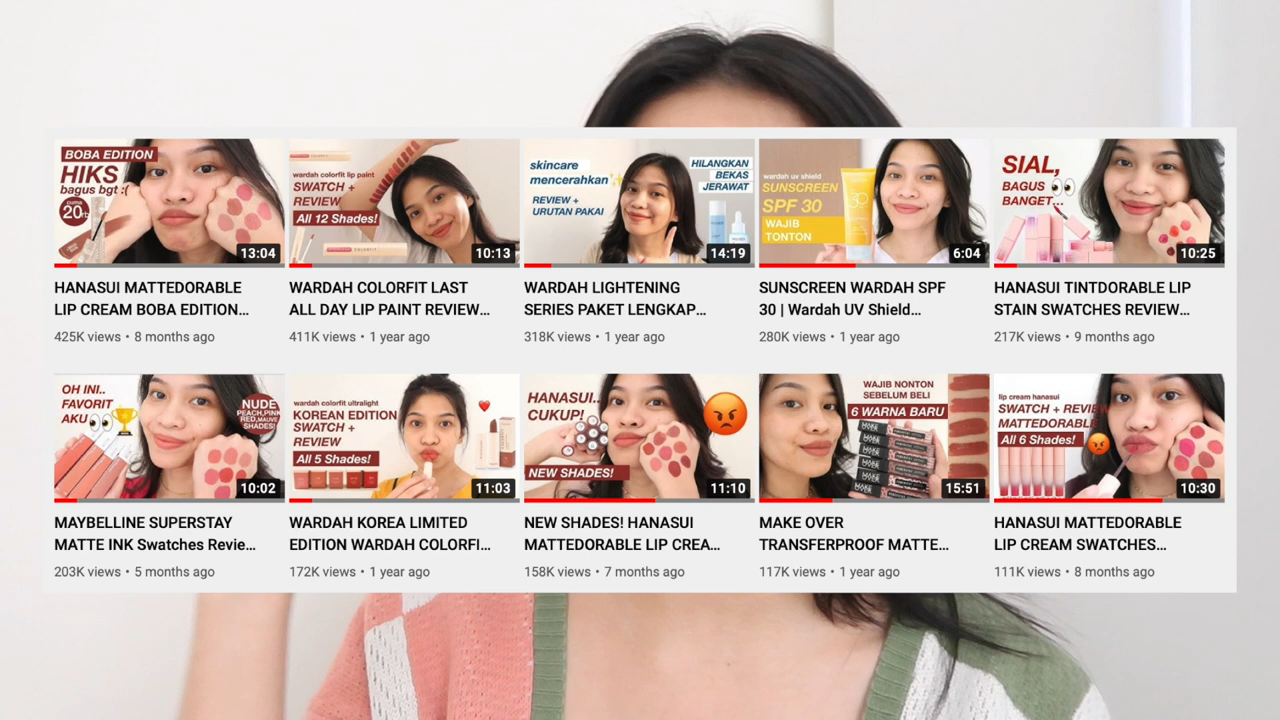 BOBA EDITION
HIKS
bagus bgt :(
cuma
20rb
13:04
HANASUI MATTEDORABLE
LIP CREAM BOBA EDITION...
425K views • 8 months ago
wardah colorfit lip paint
SWATCH +
REVIEW
All 12 Shades!
COLORFIT
10:13
WARDAH COLORFIT LAST
ALL DAY LIP PAINT REVIEW...
411K views • 1 year ago
skincare
mencerahkan
REVIEW +
URUTAN PAKAI
HILANGKAN
BEKAS
JERAWAT
14:19
WARDAH LIGHTENING
SERIES PAKET LENGKAP...
318K views • 1 year ago
wardah uv shield
SUNSCREEN
SPF 30
WAJIB
TONTON
30
6:04
SUNSCREEN WARDAH SPF
30 | Wardah UV Shield...
280K views • 1 year ago
SIAL,
BAGUS
BANGET...
10:25
HANASUI TINTDORABLE LIP
STAIN SWATCHES REVIEW...
217K views • 9 months ago
OH INI..
FAVORIT
AKU
NUDE
PEACH,PINK
RED,MAUVE
SHADES!
10:02
MAYBELLINE SUPERSTAY
MATTE INK Swatches Revie...
203K views • 5 months ago
wardah colorfit ultralight
KOREAN EDITION
SWATCH +
REVIEW
All 5 Shades!
11:03
WARDAH KOREA LIMITED
EDITION WARDAH COLORFI...
172K views • 1 year ago
HANASUI..
CUKUP!
NEW SHADES!
11:10
NEW SHADES! HANASUI
MATTEDORABLE LIP CREA...
158K views • 7 months ago
WAJIB NONTON
SEBELUM BELI
6 WARNA BARU
15:51
MAKE OVER
TRANSFERPROOF MATTE...
117K views • 1 year ago
lip cream hanasui
SWATCH + REVIEW
MATTEDORABLE
All 6 Shades!
10:30
HANASUI MATTEDORABLE
LIP CREAM SWATCHES...
111K views • 8 months ago